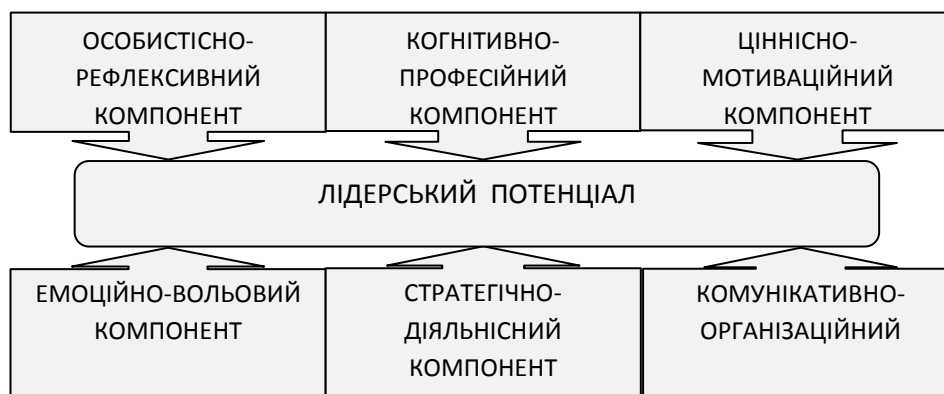 ОСОБИСТІСНО-
РЕФЛЕКСИВНИЙ
КОМПОНЕНТ
КОГНІТИВНО-
ПРОФЕСІЙНИЙ
КОМПОНЕНТ
ЦІННІСНО-
МОТИВАЦІЙНИЙ
КОМПОНЕНТ
ЛІДЕРСЬКИЙ ПОТЕНЦІАЛ
ЕМОЦІЙНО-ВОЛЬОВИЙ
КОМПОНЕНТ
СТРАТЕГІЧНО-
ДІЯЛЬНІСНИЙ
КОМПОНЕНТ
КОМУНІКАТИВНО-
ОРГАНІЗАЦІЙНИЙ